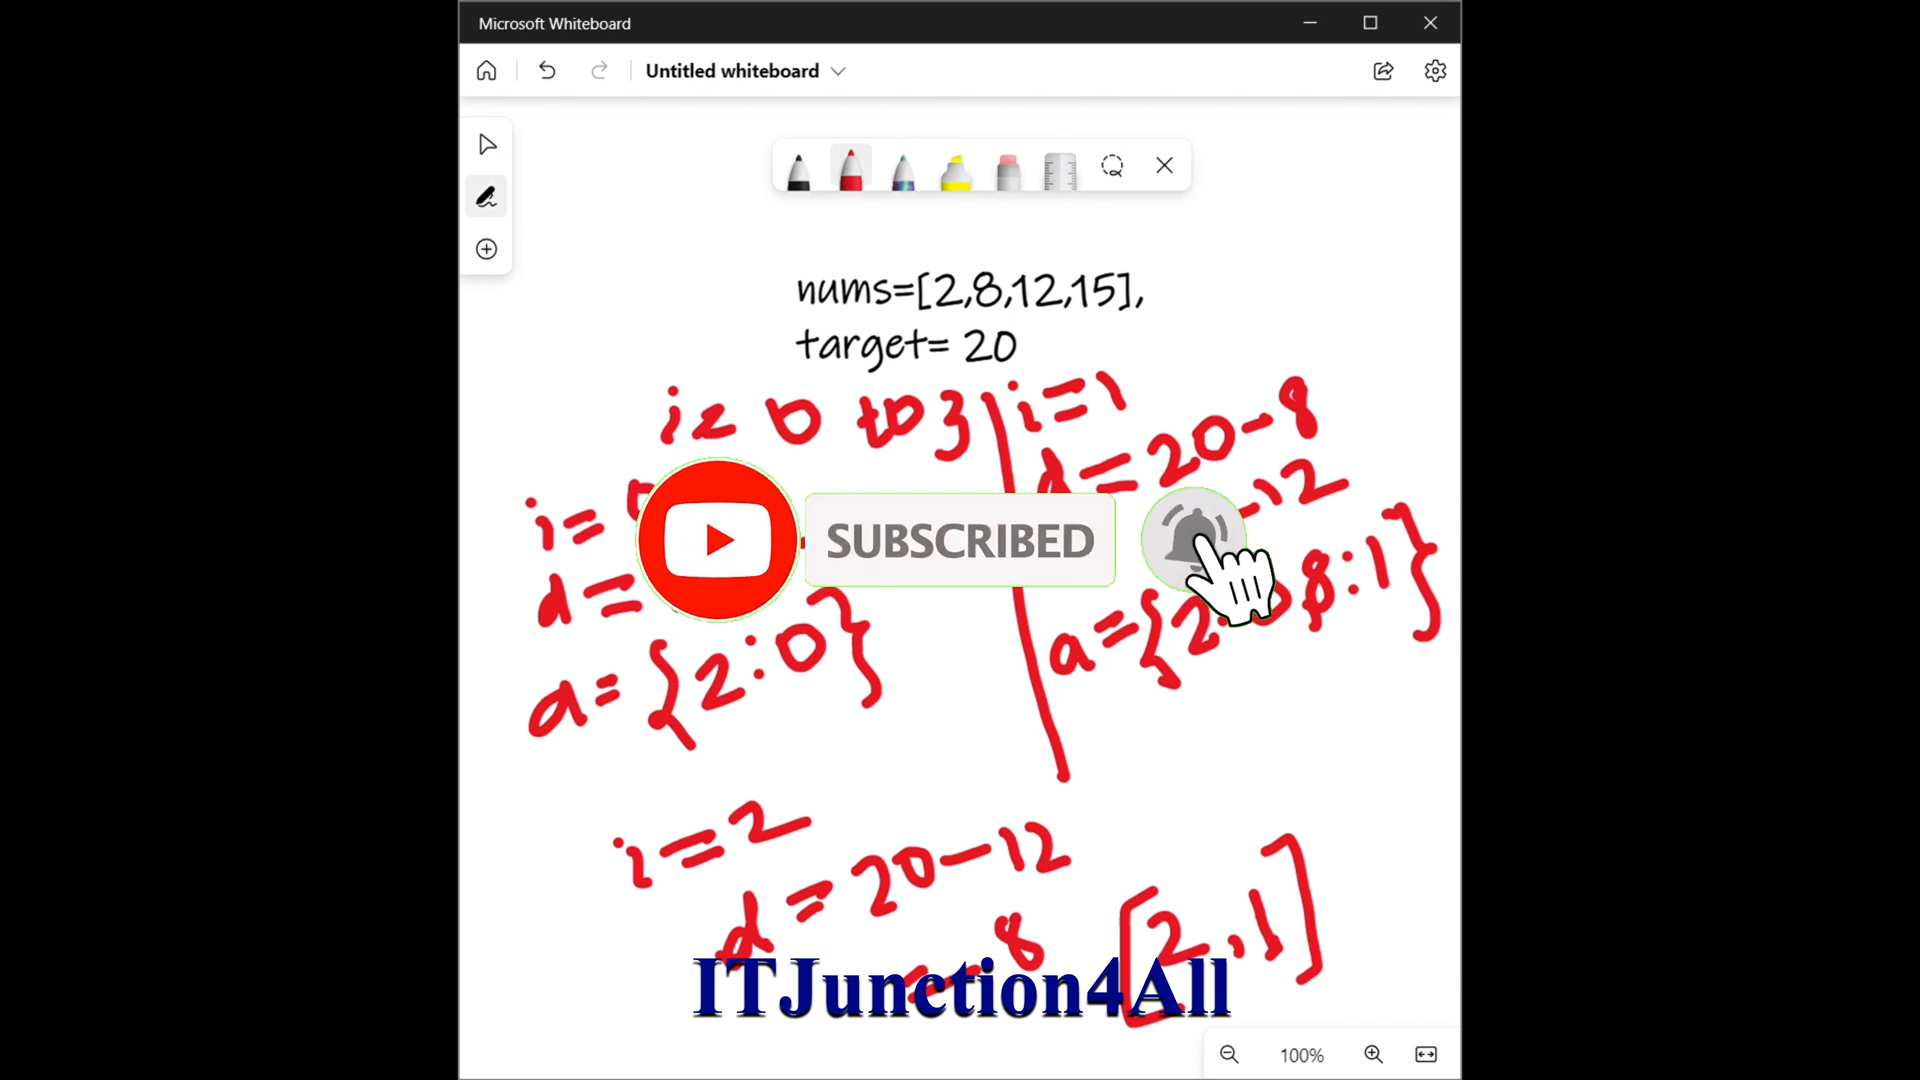 Microsoft Whiteboard
Untitled whiteboard
nums=[2,8,12,15],
target= 20
i= 0 to 3
i=1
d=20-8
=12
i=0
d=
SUBSCRIBED
a={2:0}
a={2:0,8:1}
i=2
d=20-12
=8
[2,1]
ITJunction4All
100%